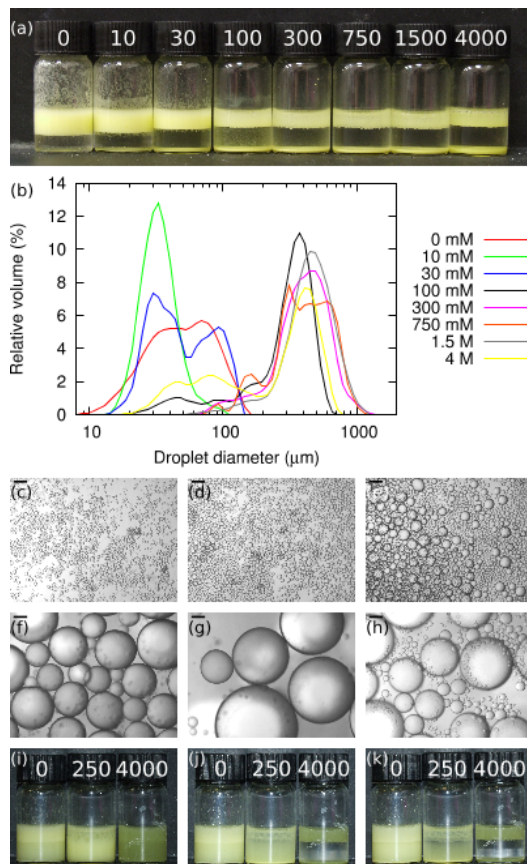 (a) 0 10 30 100 300 750 1500 4000
(b)
14
12
10
8
6
4
2
0
Relative volume (%)
10 100 1000
Droplet diameter (μm)
0 mM
10 mM
30 mM
100 mM
300 mM
750 mM
1.5 M
4 M
(c) (d) (e)
(f) (g) (h)
(i) 0 250 4000 (j) 0 250 4000 (k) 0 250 4000